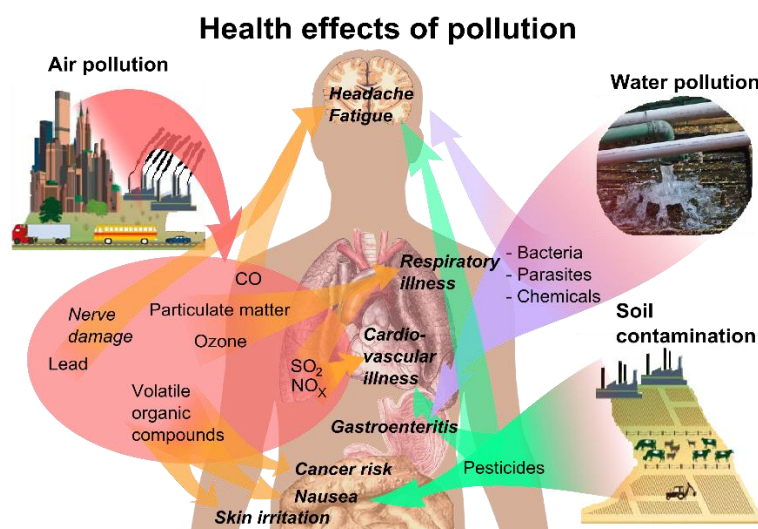 Health effects of pollution
Air pollution
Water pollution
Headache
Fatigue
CO
Particulate matter
Ozone
Nerve
damage
Lead
SO₂
NOₓ
Volatile
organic
compounds
Respiratory
illness
Cardio-
vascular
illness
- Bacteria
- Parasites
- Chemicals
Soil
contamination
Gastroenteritis
Pesticides
Cancer risk
Nausea
Skin irritation